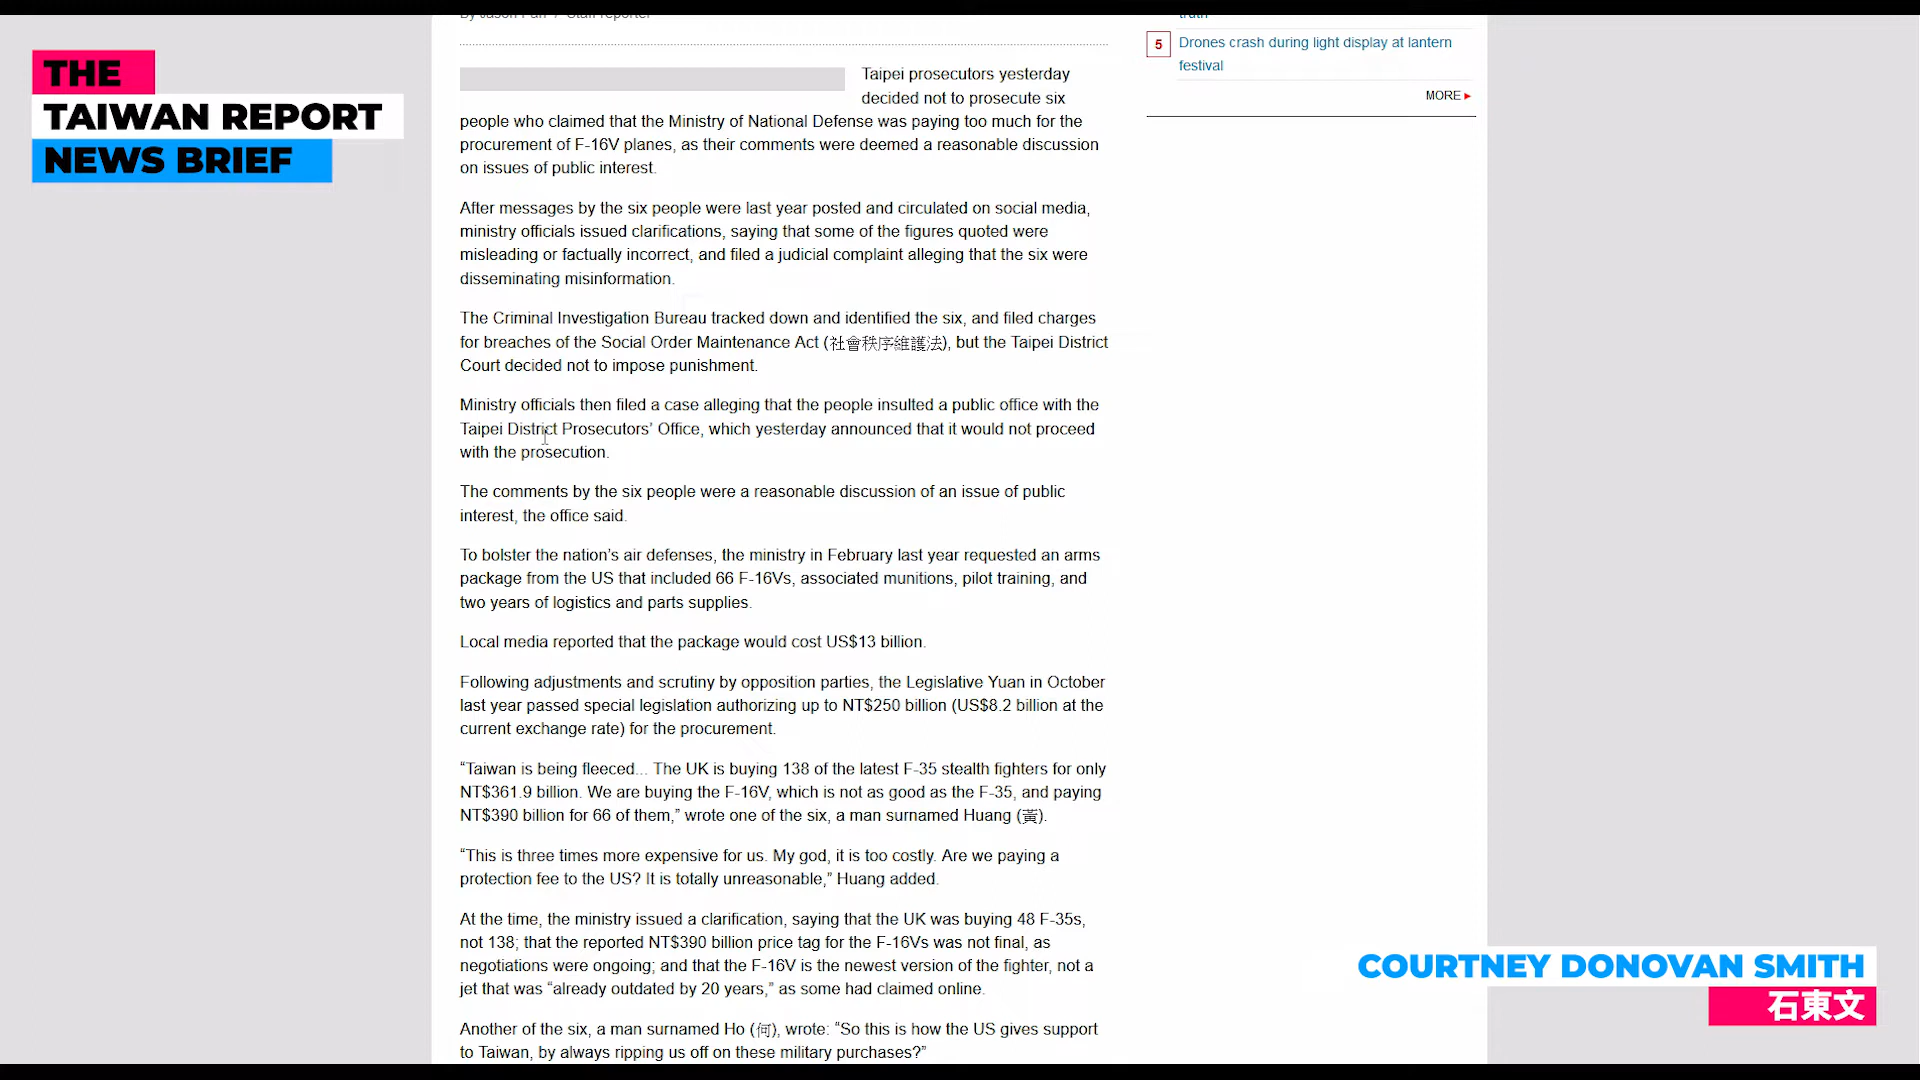 THE
TAIWAN REPORT
NEWS BRIEF
Taipei prosecutors yesterday
decided not to prosecute six
people who claimed that the Ministry of National Defense was paying too much for the
procurement of F-16V planes, as their comments were deemed a reasonable discussion
on issues of public interest.
After messages by the six people were last year posted and circulated on social media,
ministry officials issued clarifications, saying that some of the figures quoted were
misleading or factually incorrect, and filed a judicial complaint alleging that the six were
disseminating misinformation.
The Criminal Investigation Bureau tracked down and identified the six, and filed charges
for breaches of the Social Order Maintenance Act (社會秩序維護法), but the Taipei District
Court decided not to impose punishment.
Ministry officials then filed a case alleging that the people insulted a public office with the
Taipei District Prosecutors’ Office, which yesterday announced that it would not proceed
with the prosecution.
The comments by the six people were a reasonable discussion of an issue of public
interest, the office said.
To bolster the nation’s air defenses, the ministry in February last year requested an arms
package from the US that included 66 F-16Vs, associated munitions, pilot training, and
two years of logistics and parts supplies.
Local media reported that the package would cost US$13 billion.
Following adjustments and scrutiny by opposition parties, the Legislative Yuan in October
last year passed special legislation authorizing up to NT$250 billion (US$8.2 billion at the
current exchange rate) for the procurement.
“Taiwan is being fleeced... The UK is buying 138 of the latest F-35 stealth fighters for only
NT$361.9 billion. We are buying the F-16V, which is not as good as the F-35, and paying
NT$390 billion for 66 of them,” wrote one of the six, a man surnamed Huang (黃).
“This is three times more expensive for us. My god, it is too costly. Are we paying a
protection fee to the US? It is totally unreasonable,” Huang added.
At the time, the ministry issued a clarification, saying that the UK was buying 48 F-35s,
not 138; that the reported NT$390 billion price tag for the F-16Vs was not final, as
negotiations were ongoing; and that the F-16V is the newest version of the fighter, not a
jet that was “already outdated by 20 years,” as some had claimed online.
Another of the six, a man surnamed Ho (何), wrote: “So this is how the US gives support
to Taiwan, by always ripping us off on these military purchases?”
5 Drones crash during light display at lantern
festival
MORE
COURTNEY DONOVAN SMITH
石東文